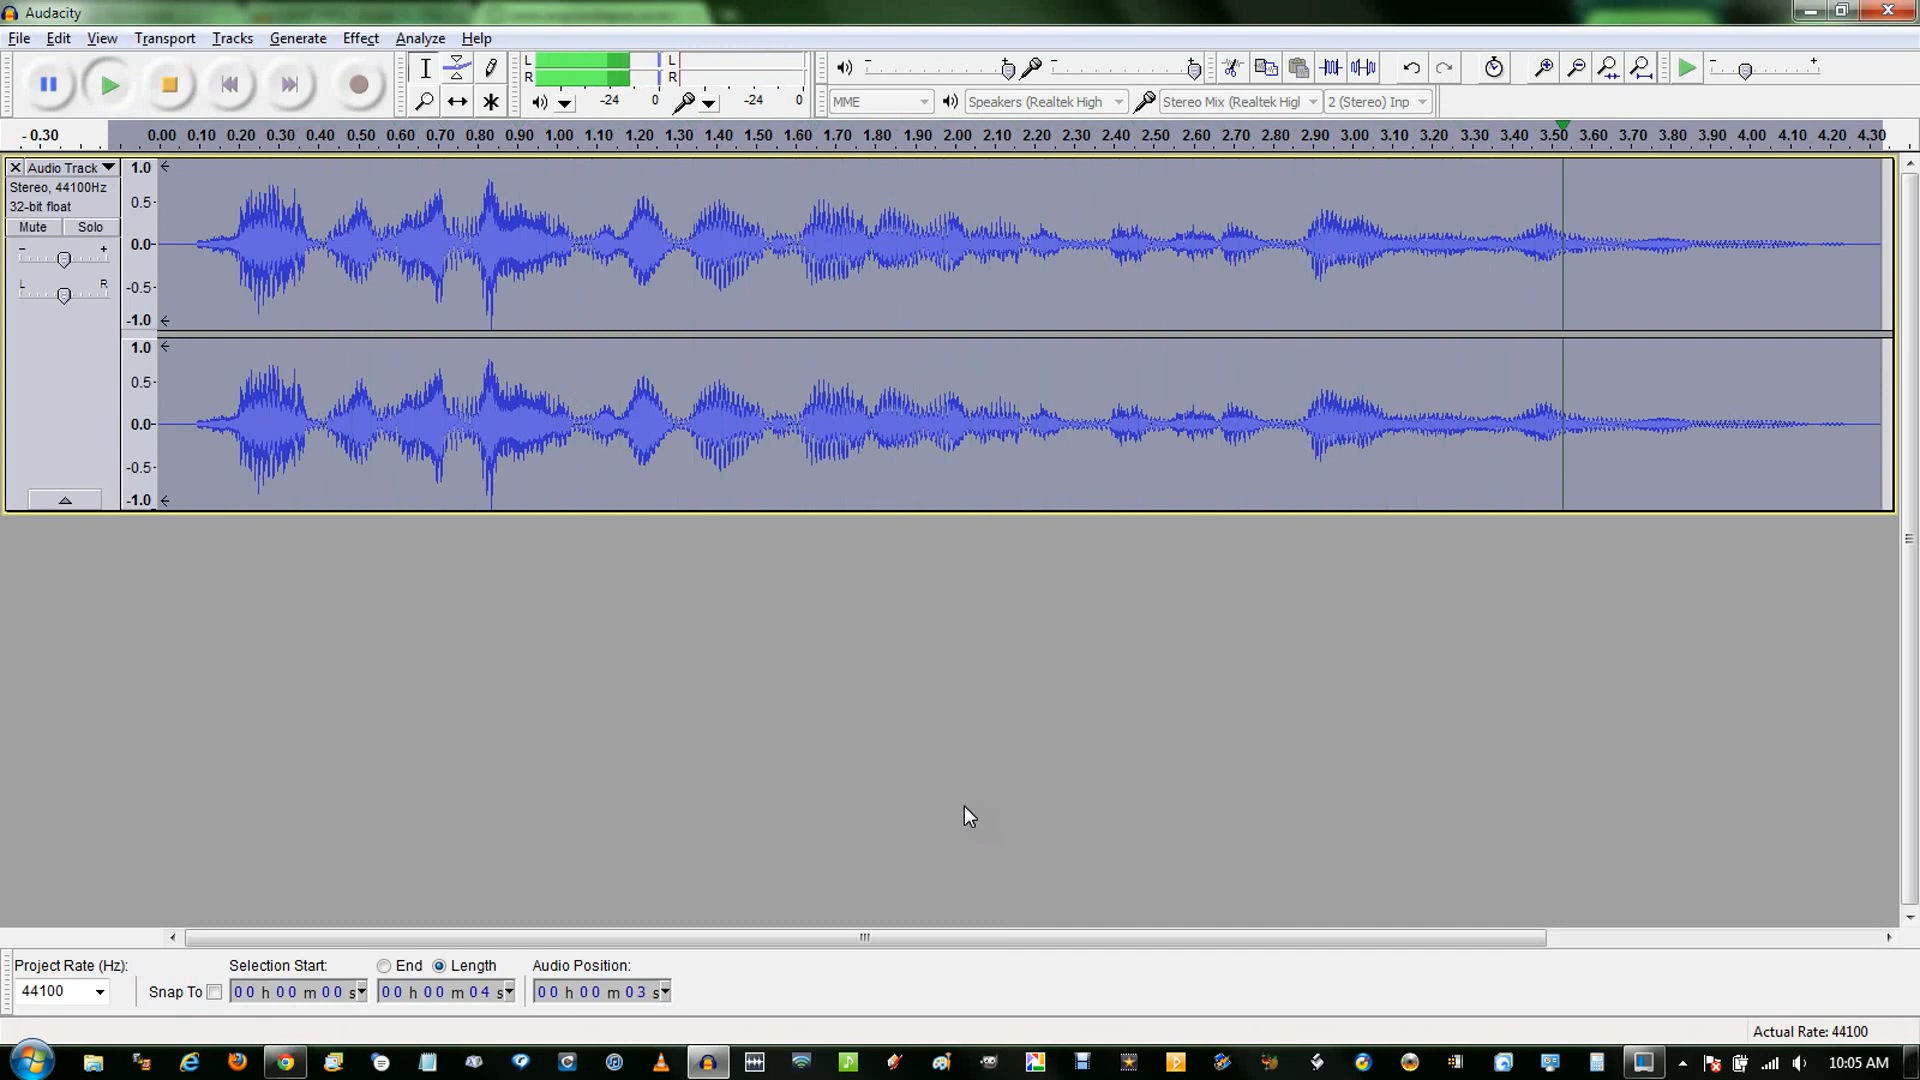 Audacity
File Edit View Transport Tracks Generate Effect Analyze Help
L
R
-24 0
L
R
-24 0
MME
Speakers (Realtek High
Stereo Mix (Realtek Higl
2 (Stereo) Inp
- 0.30 0.00 0.10 0.20 0.30 0.40 0.50 0.60 0.70 0.80 0.90 1.00 1.10 1.20 1.30 1.40 1.50 1.60 1.70 1.80 1.90 2.00 2.10 2.20 2.30 2.40 2.50 2.60 2.70 2.80 2.90 3.00 3.10 3.20 3.30 3.40 3.50 3.60 3.70 3.80 3.90 4.00 4.10 4.20 4.30
Audio Track
Stereo, 44100Hz
32-bit float
Mute Solo
- +
L R
1.0
0.5-
0.0-
-0.5-
-1.0
1.0
0.5-
0.0-
-0.5-
-1.0
Project Rate (Hz):
44100
Snap To
Selection Start:
00 h 00 m 00 s
End Length
00 h 00 m 04 s
Audio Position:
00 h 00 m 03 s
Actual Rate: 44100
10:05 AM